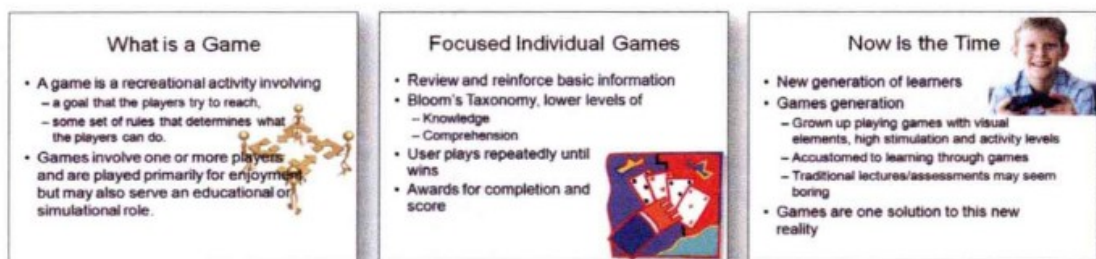 What is a Game
• A game is a recreational activity involving
– a goal that the players try to reach,
– some set of rules that determines what
the players can do.
• Games involve one or more players
and are played primarily for enjoyment
but may also serve an educational or
simulational role.
Focused Individual Games
• Review and reinforce basic information
• Bloom's Taxonomy, lower levels of
– Knowledge
– Comprehension
• User plays repeatedly until
wins
• Awards for completion and
score
Now Is the Time
• New generation of learners
• Games generation
– Grown up playing games with visual
elements, high stimulation and activity levels
– Accustomed to learning through games
– Traditional lectures/assessments may seem
boring
• Games are one solution to this new
reality